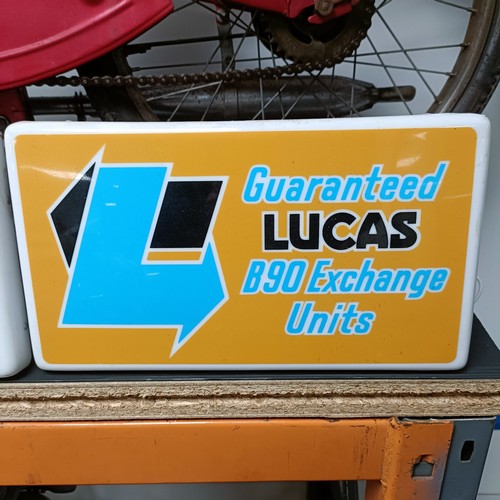 Guaranteed
LUCAS
B90 Exchange
Units